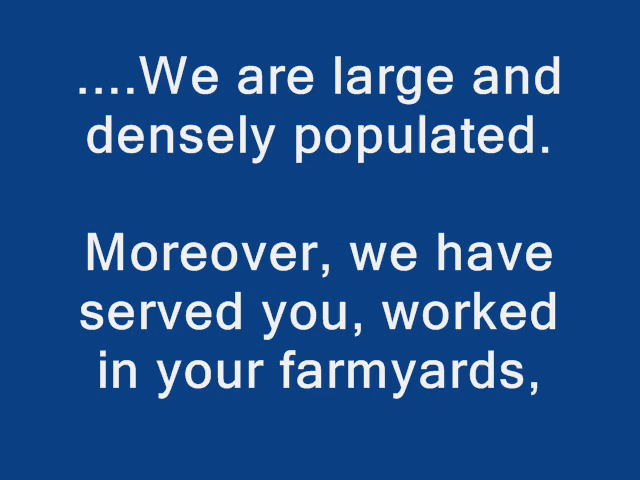 ....We are large and
densely populated.
Moreover, we have
served you, worked
in your farmyards,